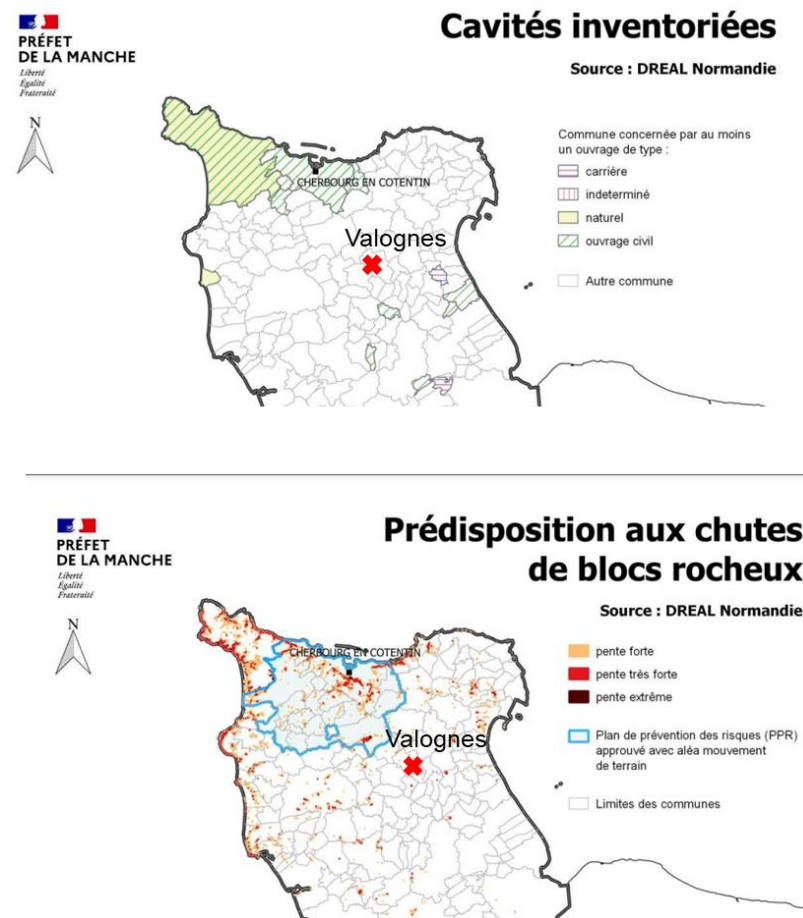 PRÉFET
DE LA MANCHE
Liberté
Égalité
Fraternité
N
Cavités inventoriées
Source : DREAL Normandie
Commune concernée par au moins
un ouvrage de type :
carrière
indeterminé
naturel
ouvrage civil
Autre commune
CHERBOURG EN COTENTIN
Valognes
PRÉFET
DE LA MANCHE
Liberté
Égalité
Fraternité
N
Prédisposition aux chutes
de blocs rocheux
Source : DREAL Normandie
pente forte
pente très forte
pente extrême
Plan de prévention des risques (PPR)
approuvé avec aléa mouvement
de terrain
Limites des communes
CHERBOURG EN COTENTIN
Valognes